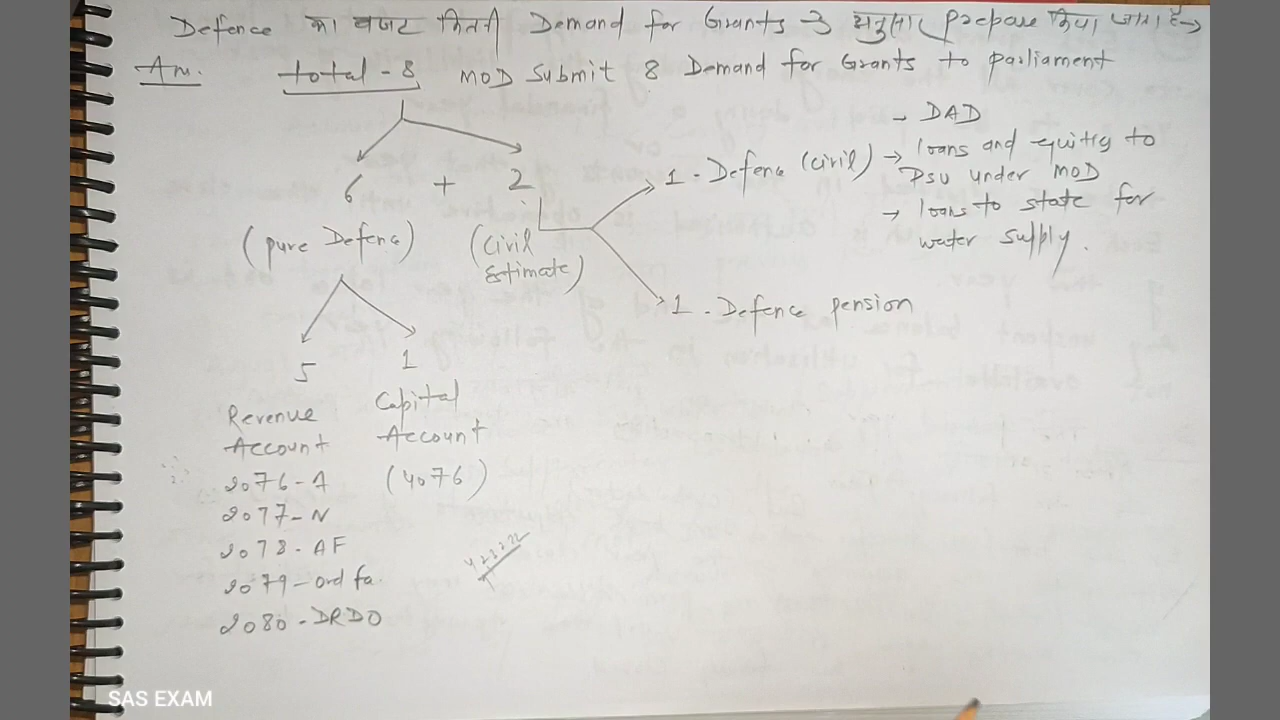 Defence का बजट कितनी Demand for Grants के अनुसार prepare किया जाता है →
Ans. total - 8 MOD Submit 8 Demand for Grants to parliament
6 + 2
(pure Defence) (Civil
Estimate)
1 - Defence (civil) → DAD
→ loans and equity to
PSU under MOD
→ loans to state for
water supply.
1 - Defence pension
5 1
Revenue Capital
Account Account
2076 - A (4076)
2077 - N
2078 - AF
2079 - ord fa.
2080 - DRDO
SAS EXAM